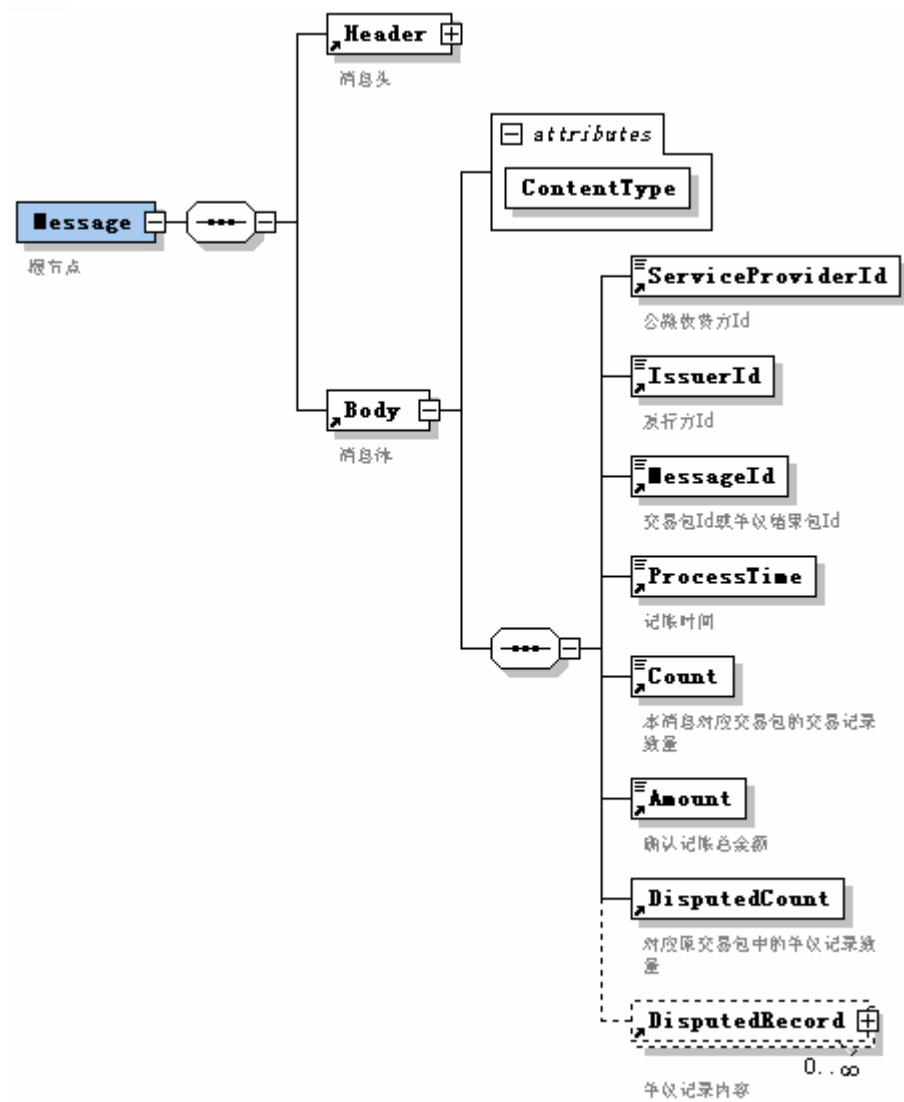 Header
消息头
attributes
ContentType
Message
根节点
ServiceProviderId
公路收费方Id
IssuerId
发行方Id
Body
消息体
MessageId
交易包Id或争议结果包Id
ProcessTime
记帐时间
Count
本消息对应交易包的交易记录
数量
Amount
确认记帐总金额
DisputedCount
对应原交易包中的争议记录数
量
DisputedRecord
0..∞
争议记录内容